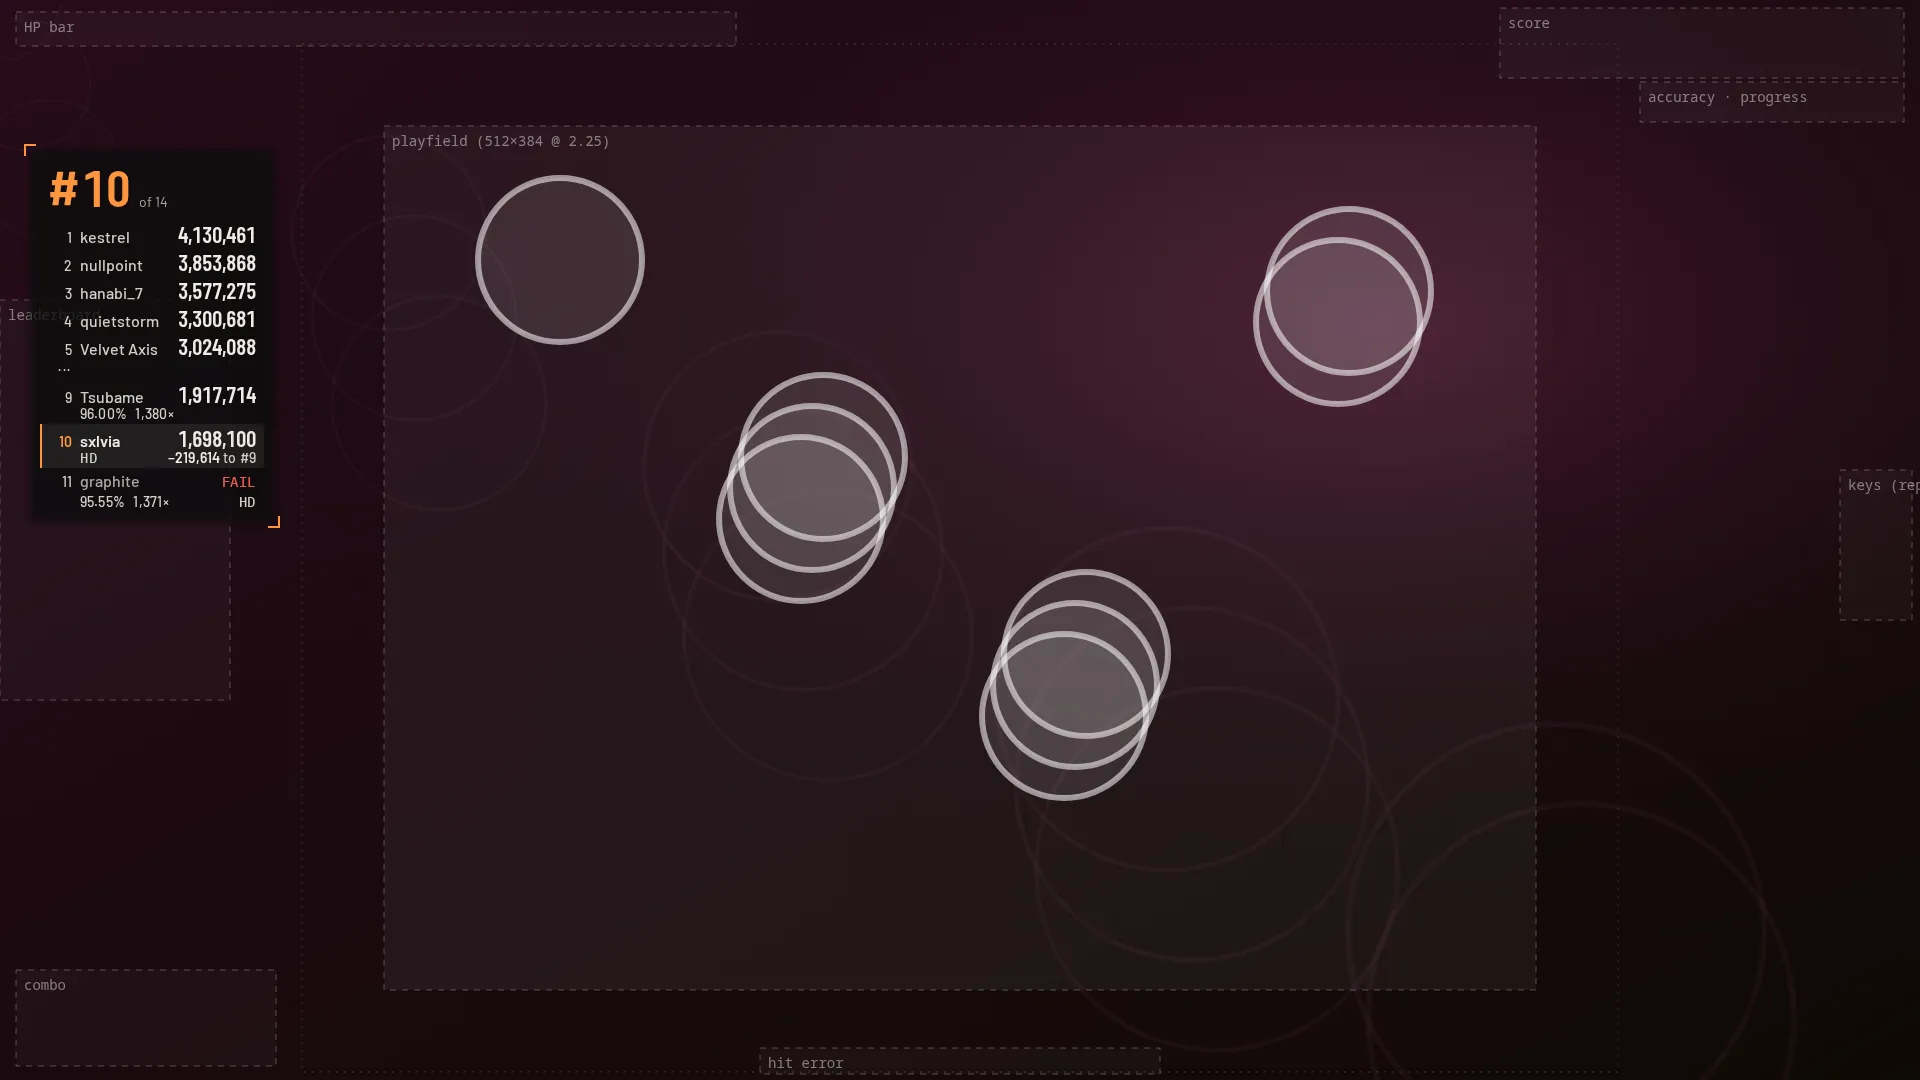 HP bar
score
accuracy · progress
playfield (512×384 @ 2.25)
#10 of 14
1 kestrel 4,130,461
2 nullpoint 3,853,868
3 hanabi_7 3,577,275
leaderboard
4 quietstorm 3,300,681
5 Velvet Axis 3,024,088
...
9 Tsubame 1,917,714
96.00% 1,380×
10 sxlvia 1,698,100
HD −219,614 to #9
11 graphite FAIL
95.55% 1,371× HD
keys (rep
combo
hit error